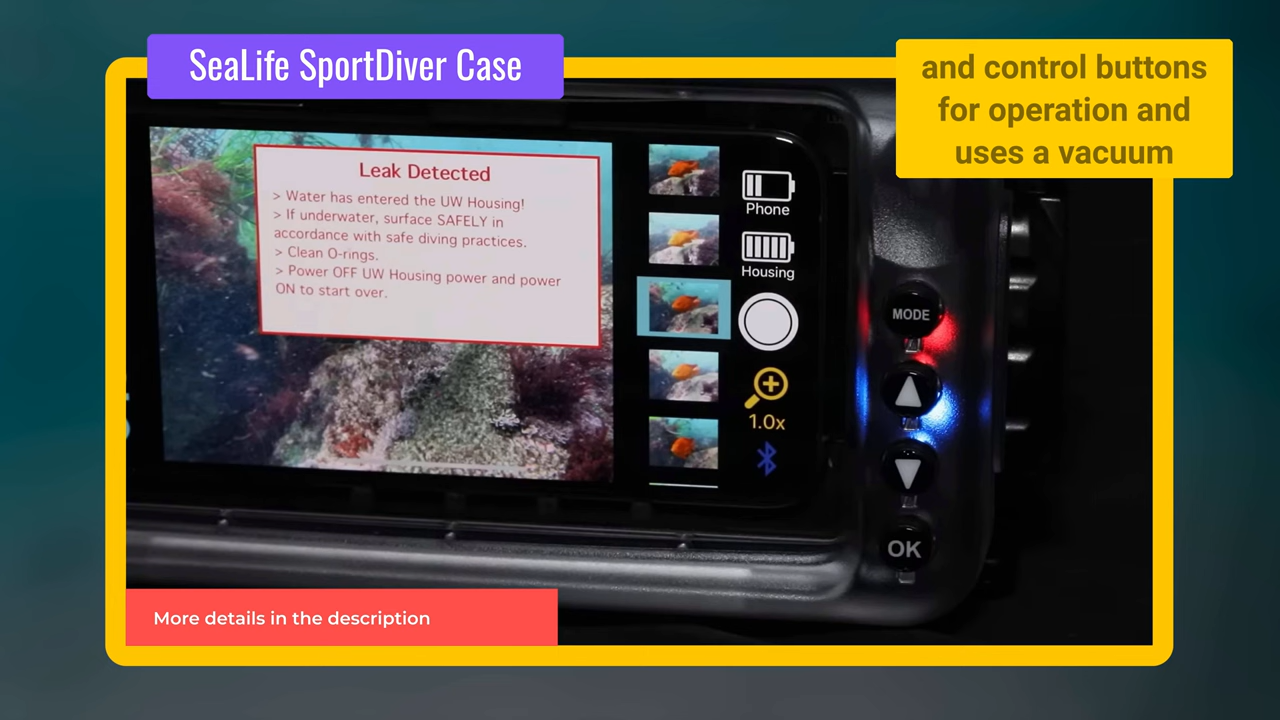 SeaLife SportDiver Case
and control buttons
for operation and
uses a vacuum
Leak Detected
> Water has entered the UW Housing!
> If underwater, surface SAFELY in
accordance with safe diving practices.
> Clean O-rings.
> Power OFF UW Housing power and power
ON to start over.
Phone
Housing
1.0x
MODE
OK
More details in the description